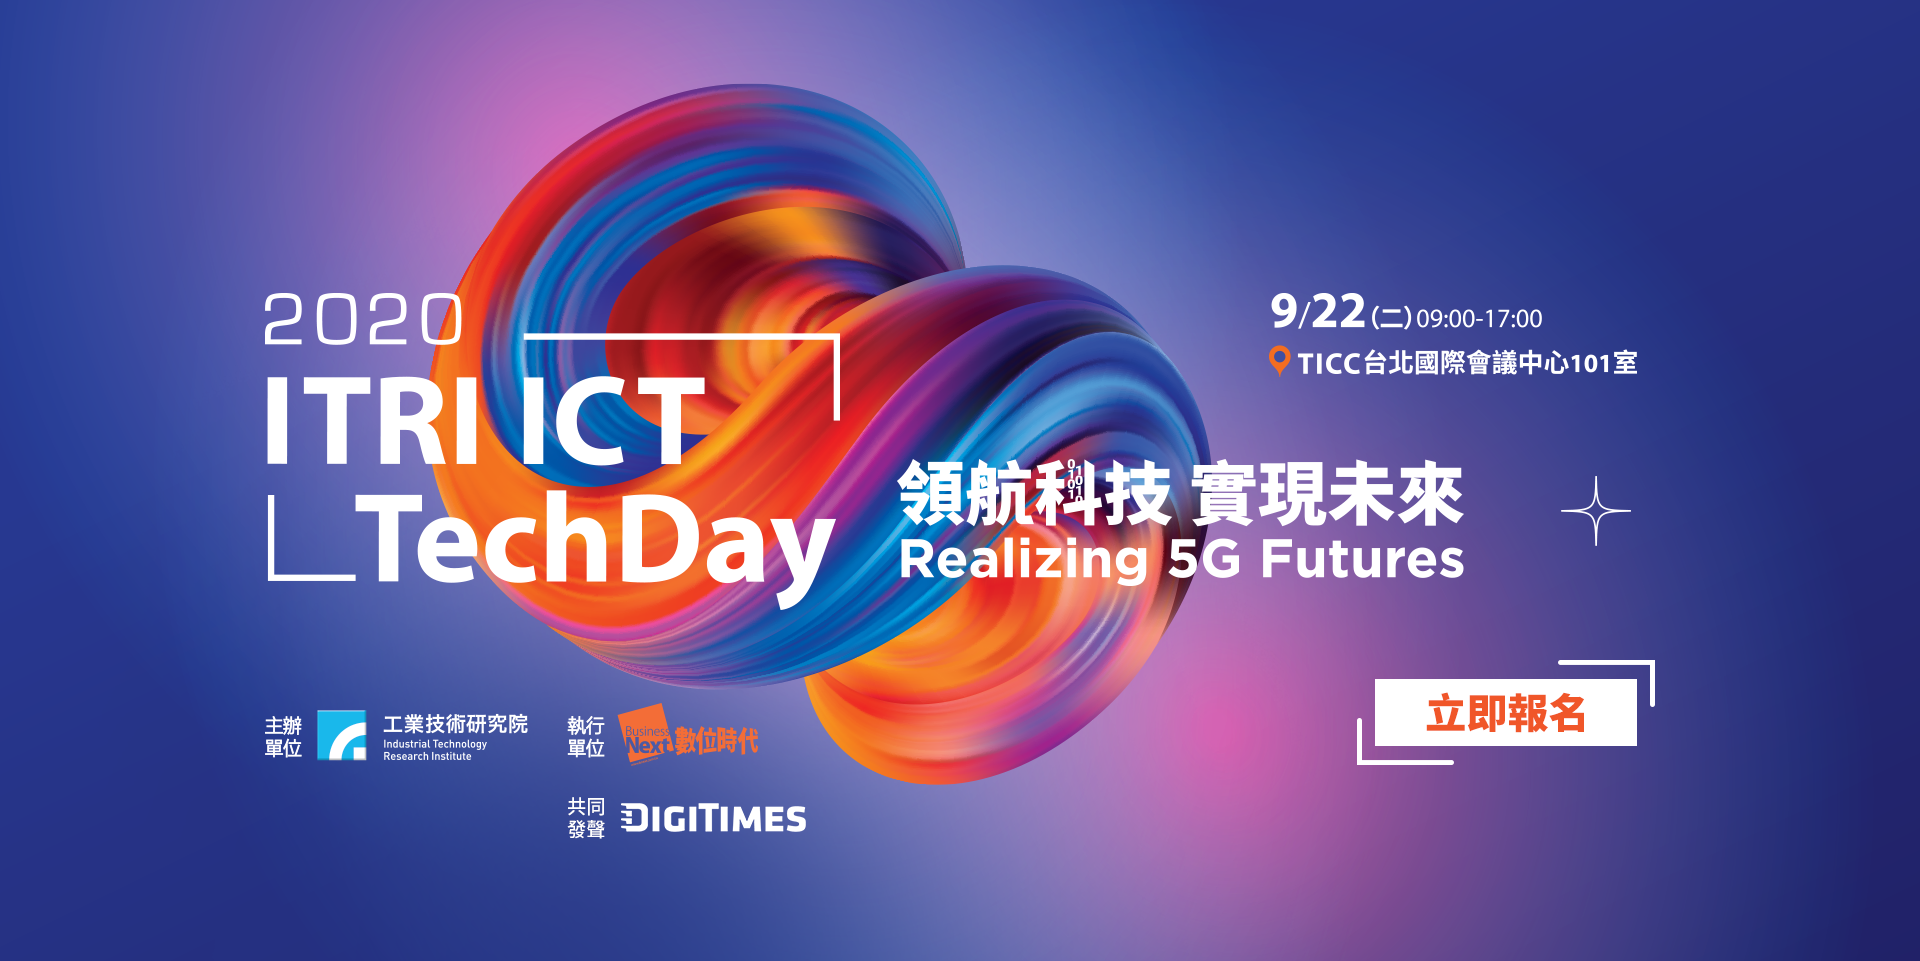 2020
ITRI ICT
TechDay
9/22(二)09:00-17:00
TICC台北國際會議中心101室
領航科技 實現未來
Realizing 5G Futures
立即報名
主辦
單位
工業技術研究院
Industrial Technology
Research Institute
執行
單位
Business
Next 數位時代
共同
發聲
DIGITIMES